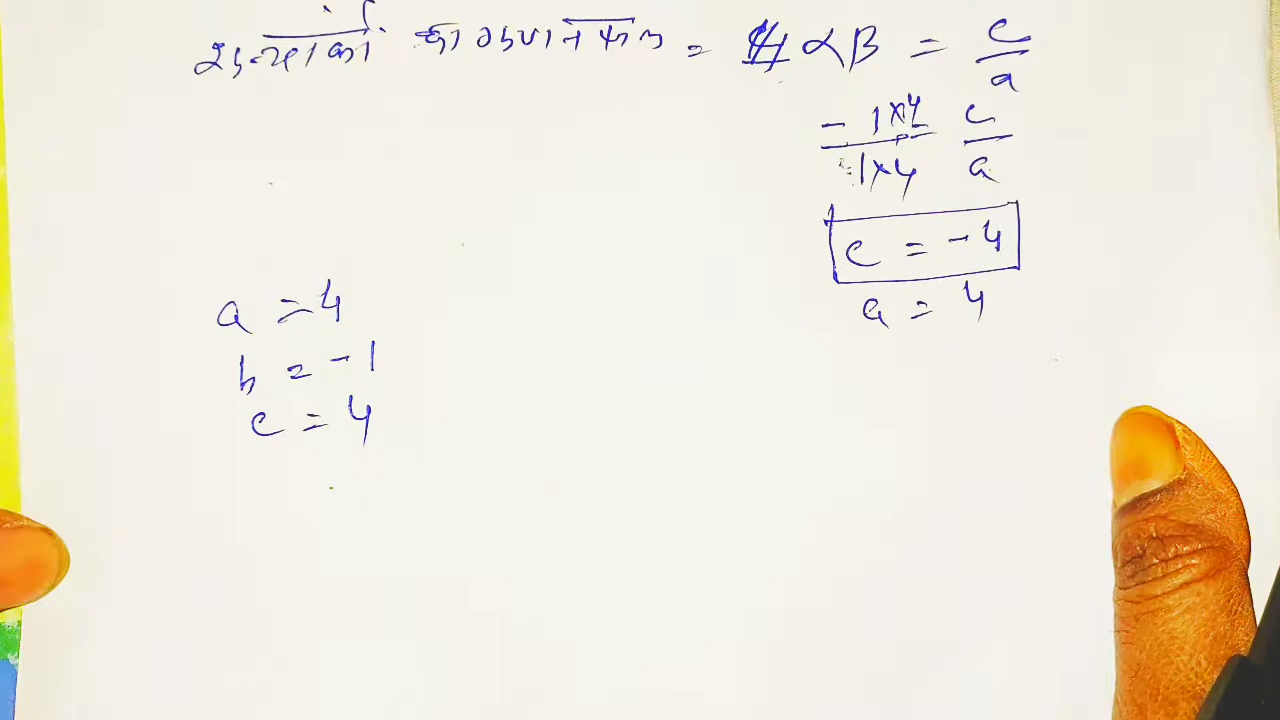 शून्यकों का गुणनफल = αβ = c/a
- 1×4 / 1×4 = c/a
c = -4
a = 4
a = 4
b = -1
c = 4